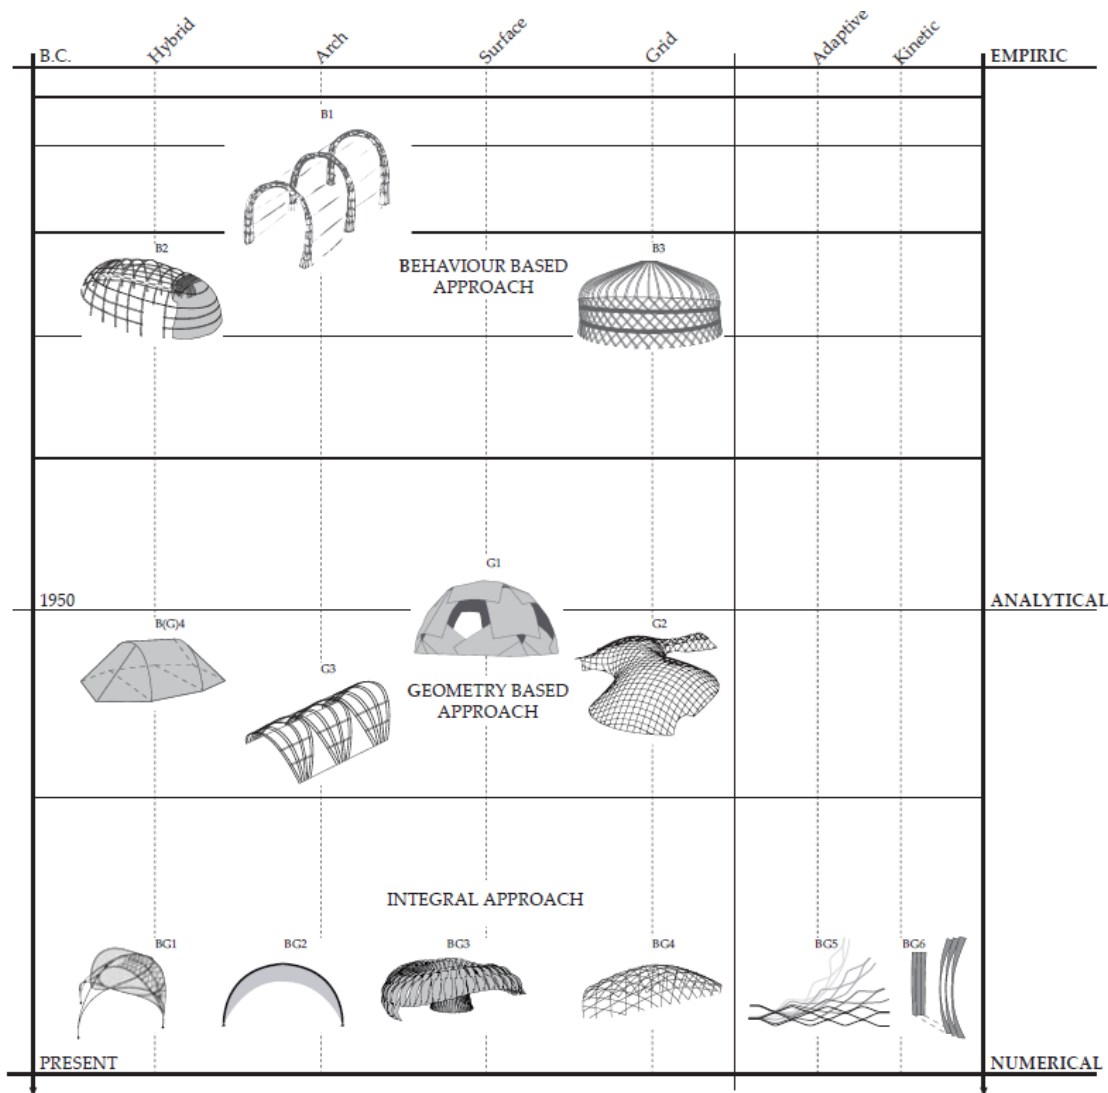 Hybrid
Arch
Surface
Grid
Adaptive
Kinetic
B.C.
EMPIRIC
B1
B2
B3
BEHAVIOUR BASED
APPROACH
G1
1950
ANALYTICAL
B(G)4
G2
G3
GEOMETRY BASED
APPROACH
INTEGRAL APPROACH
BG1
BG2
BG3
BG4
BG5
BG6
PRESENT
NUMERICAL